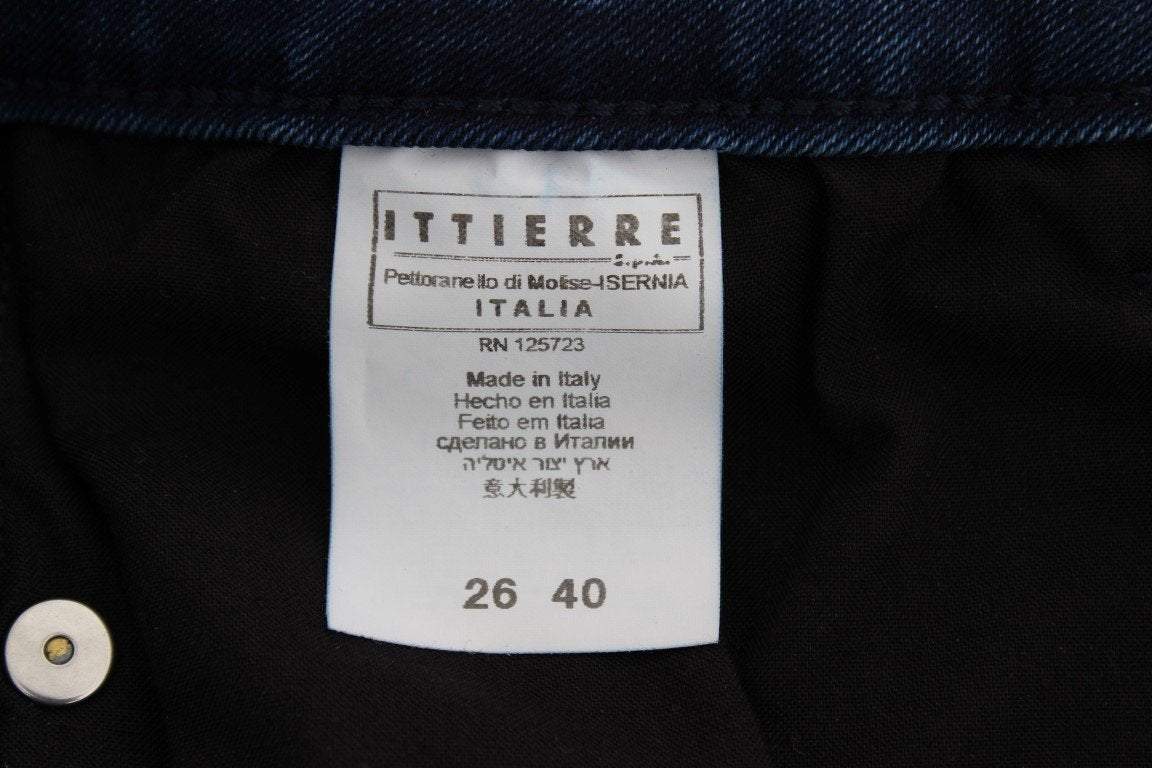 ITTIERRE
S.p.A.
Pettoranello di Molise-ISERNIA
ITALIA
RN 125723
Made in Italy
Hecho en Italia
Feito em Italia
сделано в Италии
ארץ יצור איטליה
意大利製
26 40